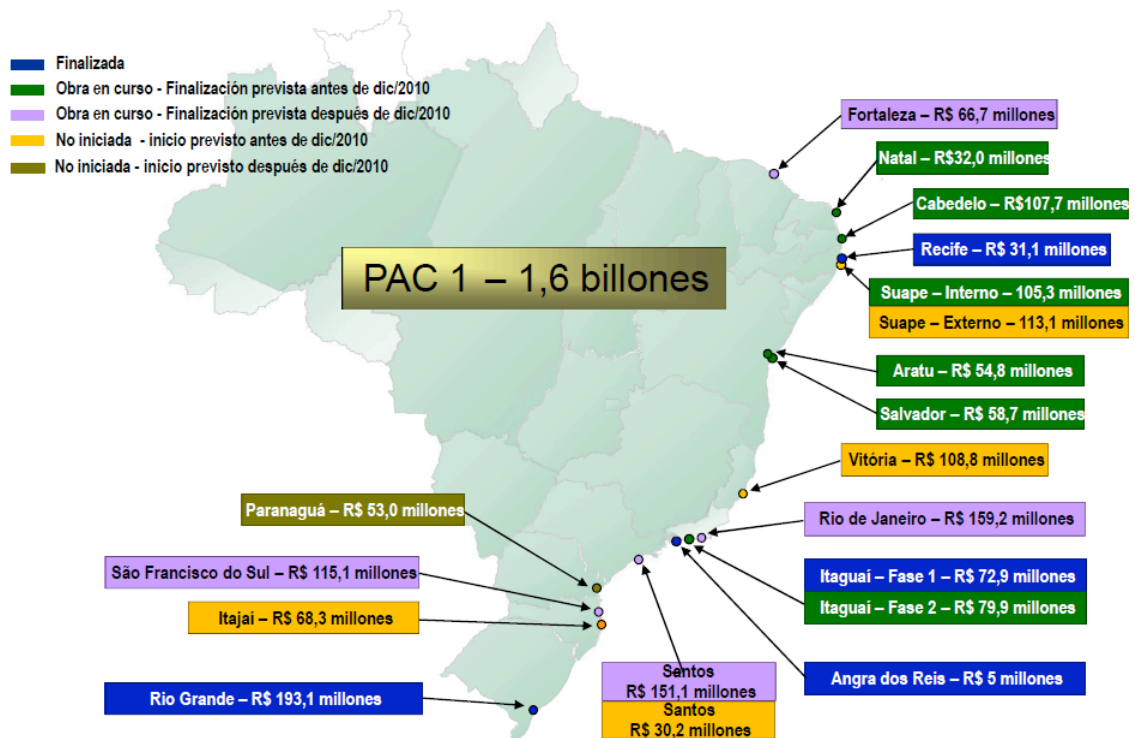 Finalizada
Obra en curso - Finalización prevista antes de dic/2010
Obra en curso - Finalización prevista después de dic/2010
No iniciada - inicio previsto antes de dic/2010
No iniciada - inicio previsto después de dic/2010
Fortaleza – R$ 66,7 millones
Natal – R$32,0 millones
Cabedelo – R$107,7 millones
Recife – R$ 31,1 millones
PAC 1 – 1,6 billones
Suape – Interno – 105,3 millones
Suape – Externo – 113,1 millones
Aratu – R$ 54,8 millones
Salvador – R$ 58,7 millones
Vitória – R$ 108,8 millones
Paranaguá – R$ 53,0 millones
Rio de Janeiro – R$ 159,2 millones
São Francisco do Sul – R$ 115,1 millones
Itaguaí – Fase 1 – R$ 72,9 millones
Itaguaí – Fase 2 – R$ 79,9 millones
Itajaí – R$ 68,3 millones
Santos
R$ 151,1 millones
Santos
R$ 30,2 millones
Angra dos Reis – R$ 5 millones
Rio Grande – R$ 193,1 millones